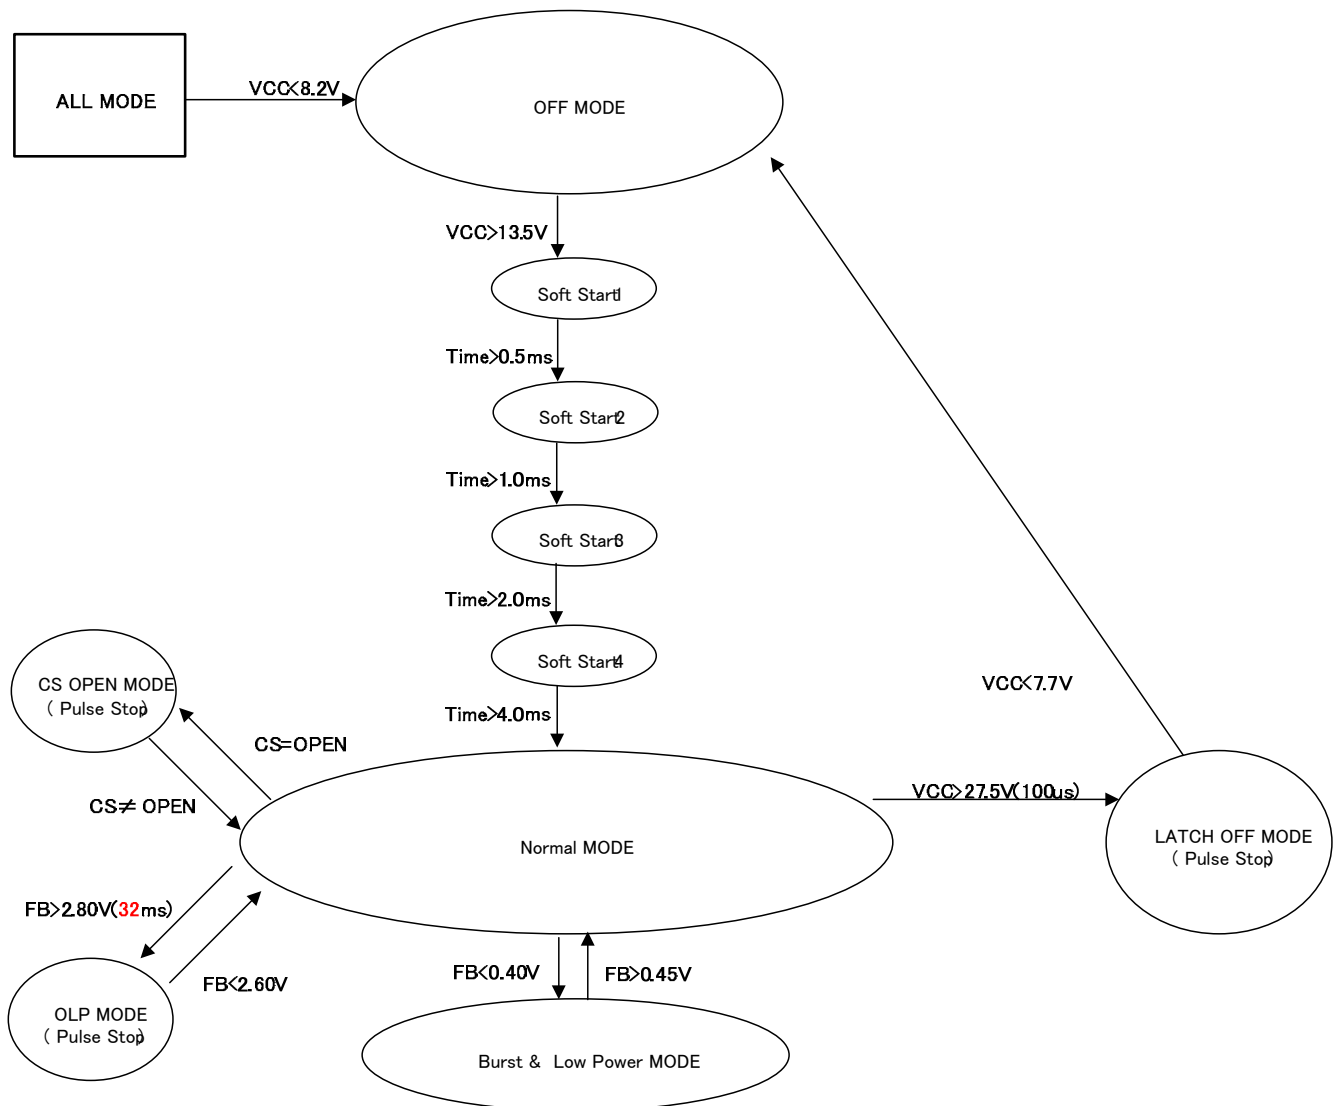 ALL MODE
VCC<8.2V
OFF MODE
VCC>13.5V
Soft Start1
Time>0.5ms
Soft Start2
Time>1.0ms
Soft Start3
Time>2.0ms
Soft Start4
Time>4.0ms
CS OPEN MODE
( Pulse Stop)
CS=OPEN
CS≠ OPEN
VCC<7.7V
VCC>27.5V(100us)
Normal MODE
LATCH OFF MODE
( Pulse Stop)
FB>2.80V(32ms)
FB<2.60V
FB<0.40V
FB>0.45V
OLP MODE
( Pulse Stop)
Burst & Low Power MODE